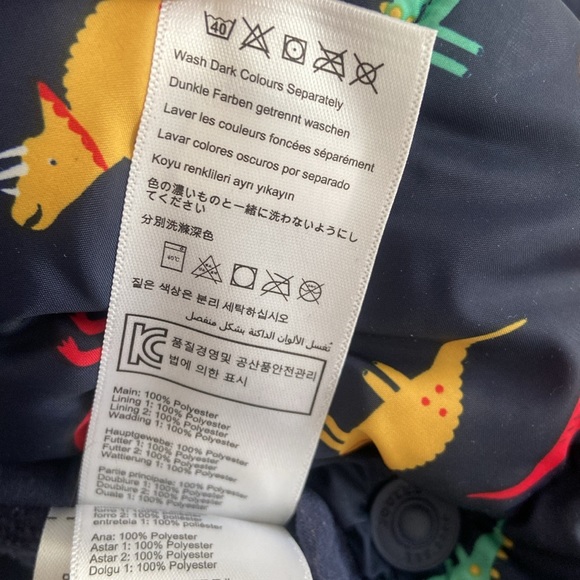 40
Wash Dark Colours Separately
Dunkle Farben getrennt waschen
Laver les couleurs foncées séparément
Lavar colores oscuros por separado
Koyu renklileri ayrı yıkayın
色の濃いものと一緒に洗わないようにし
てください
分別洗滌深色
40℃
짙은 색상은 분리 세탁하십시오
تغسل الألوان الداكنة بشكل منفصل
품질경영및 공산품안전관리
법에 의한 표시
Main: 100% Polyester
Lining 1: 100% Polyester
Lining 2: 100% Polyester
Wadding 1: 100% Polyester
Hauptgewebe: 100% Polyester
Futter 1: 100% Polyester
Futter 2: 100% Polyester
Wattierung 1: 100% Polyester
Partie principale: 100% Polyester
Doublure 1: 100% Polyester
Doublure 2: 100% Polyester
Ouate 1: 100% Polyester
forro 2: 100% Polyester
entretela 1: 100% Polyester
Ana: 100% Polyester
Astar 1: 100% Polyester
Astar 2: 100% Polyester
Dolgu 1: 100% Polyester